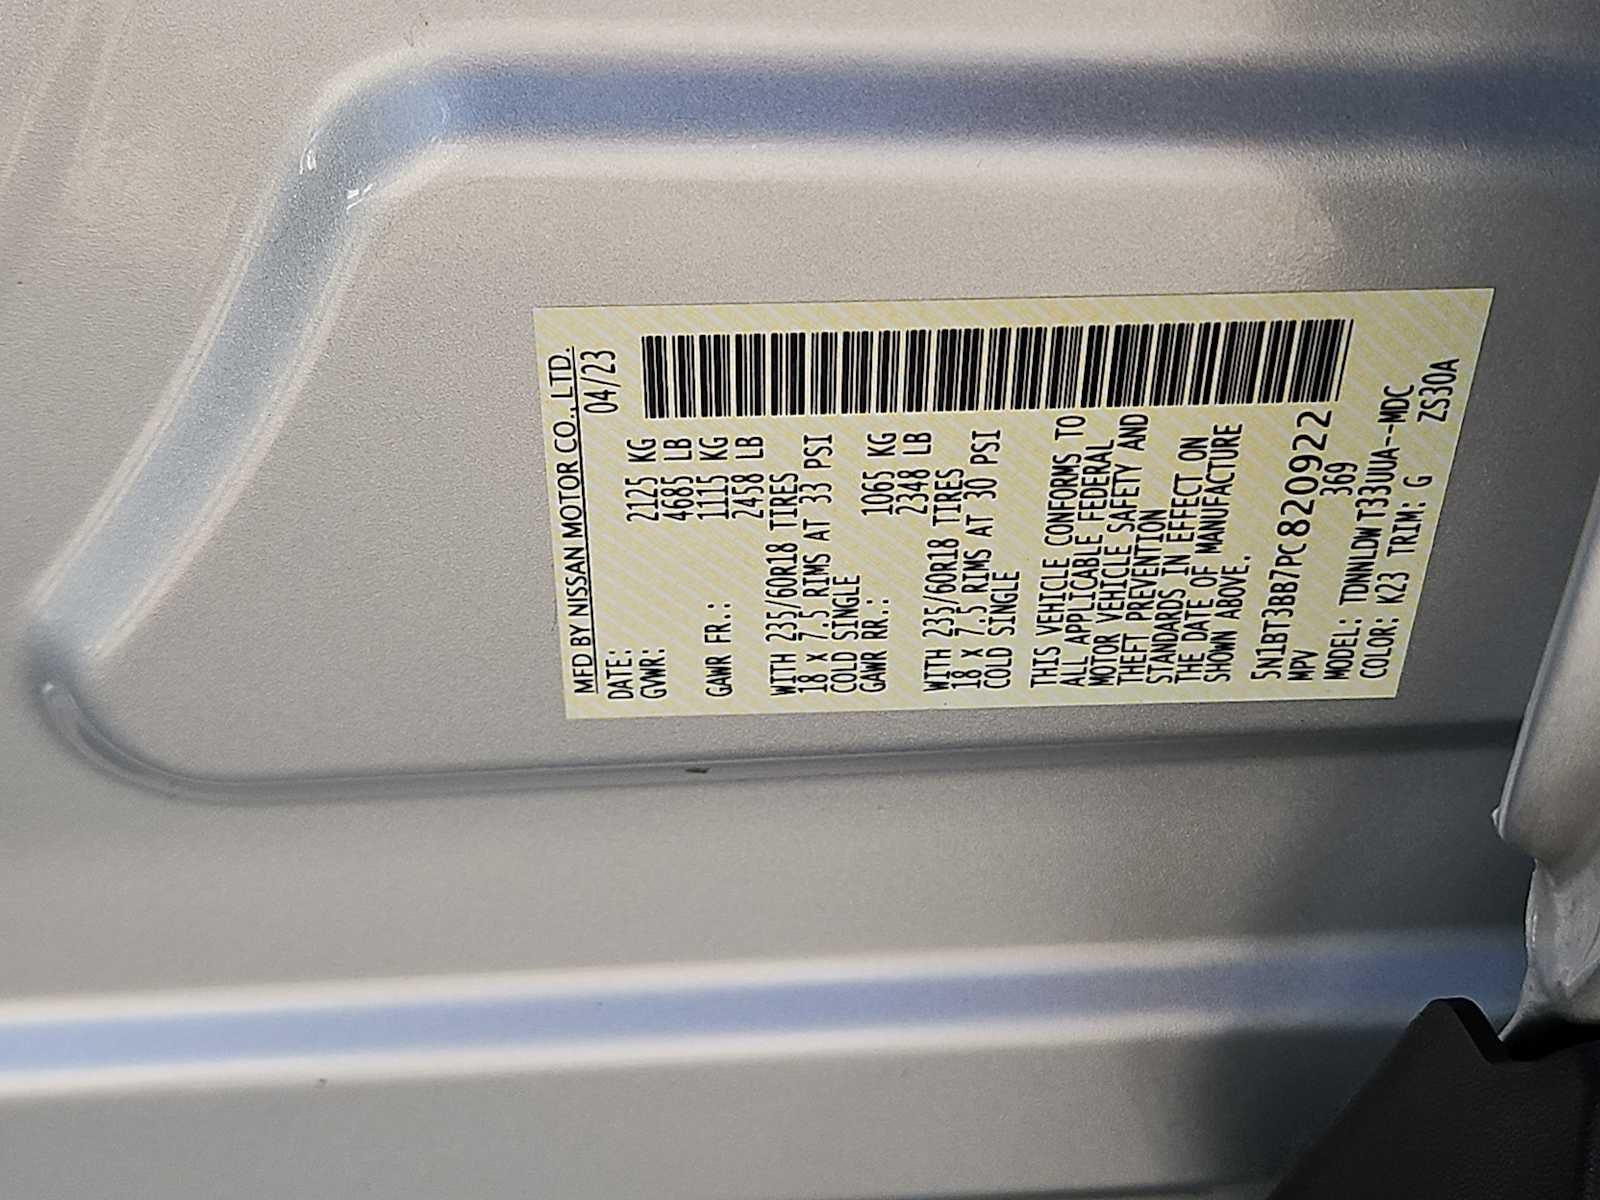 MFD BY NISSAN MOTOR CO., LTD.
DATE: 04/23
GVWR: 2125 KG
4685 LB
GAWR FR.: 1115 KG
2458 LB
WITH 235/60R18 TIRES
18 x 7.5 RIMS AT 33 PSI
COLD SINGLE
GAWR RR.: 1065 KG
2348 LB
WITH 235/60R18 TIRES
18 x 7.5 RIMS AT 30 PSI
COLD SINGLE
THIS VEHICLE CONFORMS TO
ALL APPLICABLE FEDERAL
MOTOR VEHICLE SAFETY AND
THEFT PREVENTION
STANDARDS IN EFFECT ON
THE DATE OF MANUFACTURE
SHOWN ABOVE.
5N1BT3BB7PC820922
MPV 369
MODEL: TDNNLDWT33UUA--MDC
COLOR: K23 TRIM: G ZS30A